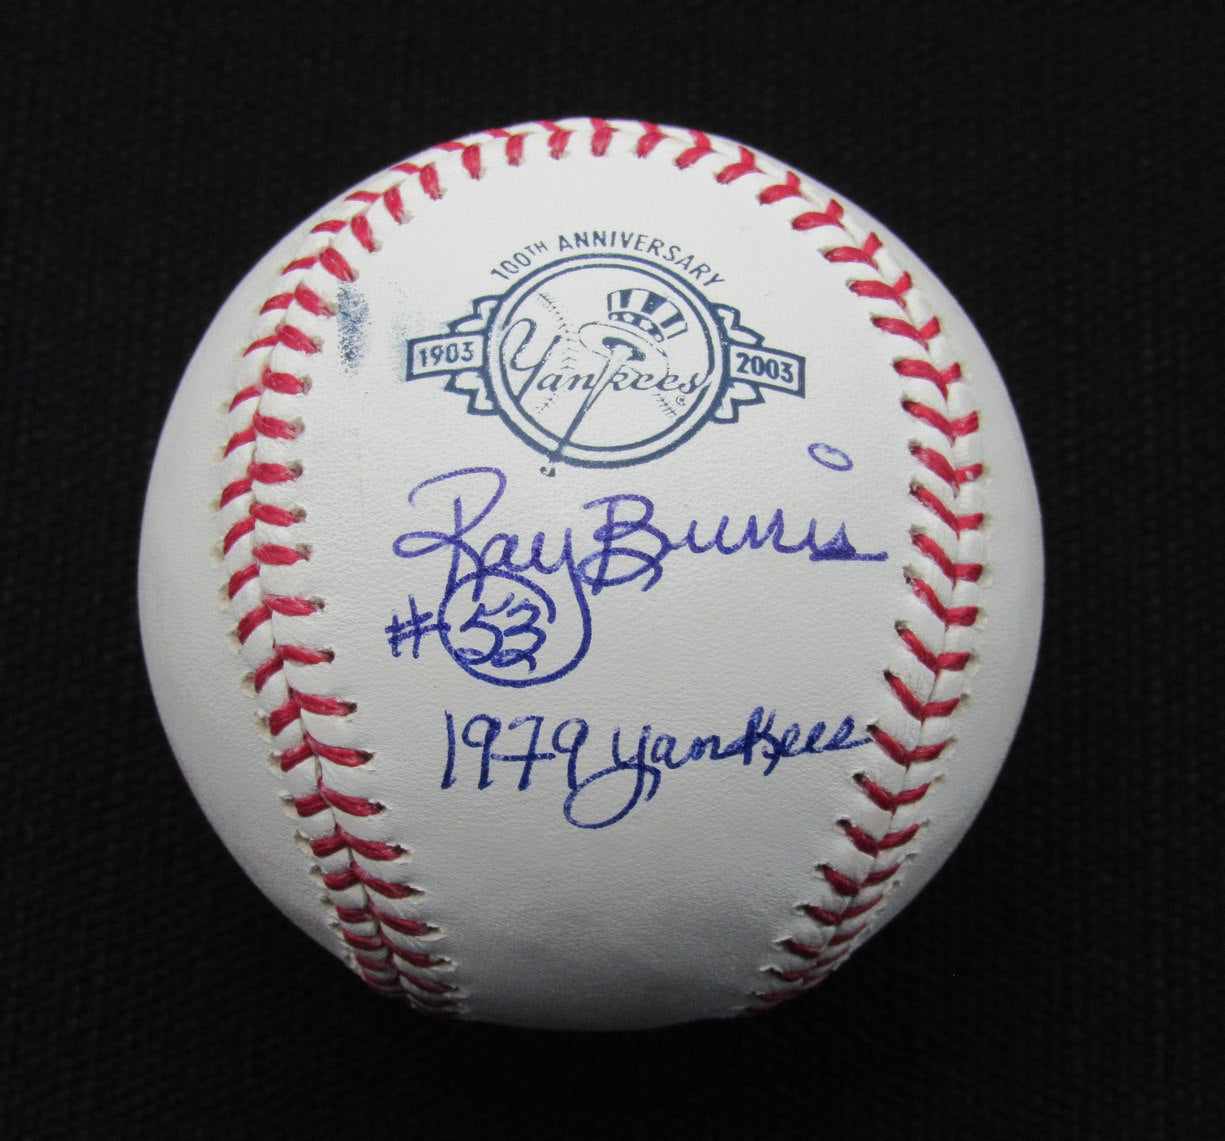 100TH ANNIVERSARY
1903 Yankees 2003
Ray Burris
#53
1979 yankees